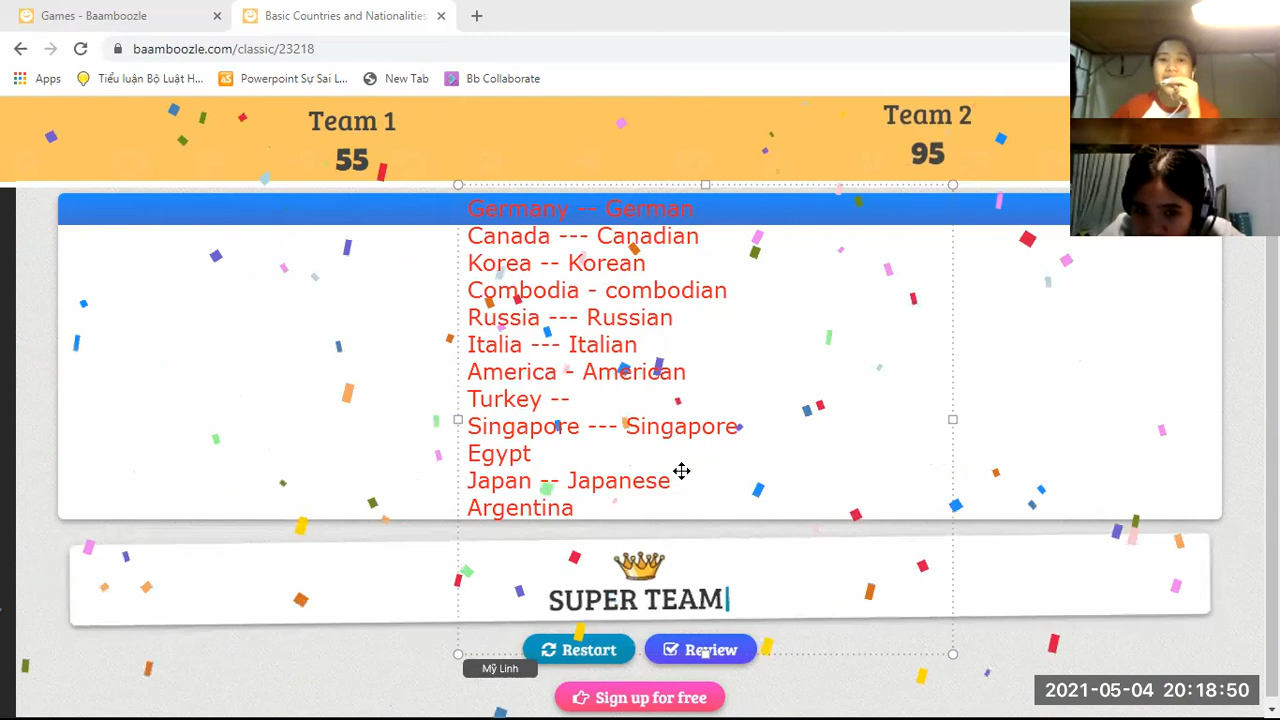 Games - Baamboozle
Basic Countries and Nationalities
baamboozle.com/classic/23218
Apps
Tiểu luận Bộ Luật H...
Powerpoint Sự Sai L...
New Tab
Bb Collaborate
Team 1
55
Team 2
95
Germany -- German
Canada --- Canadian
Korea -- Korean
Combodia - combodian
Russia --- Russian
Italia --- Italian
America - American
Turkey --
Singapore --- Singapore
Egypt
Japan -- Japanese
Argentina
SUPER TEAM
Restart
Review
Mỹ Linh
Sign up for free
2021-05-04 20:18:50